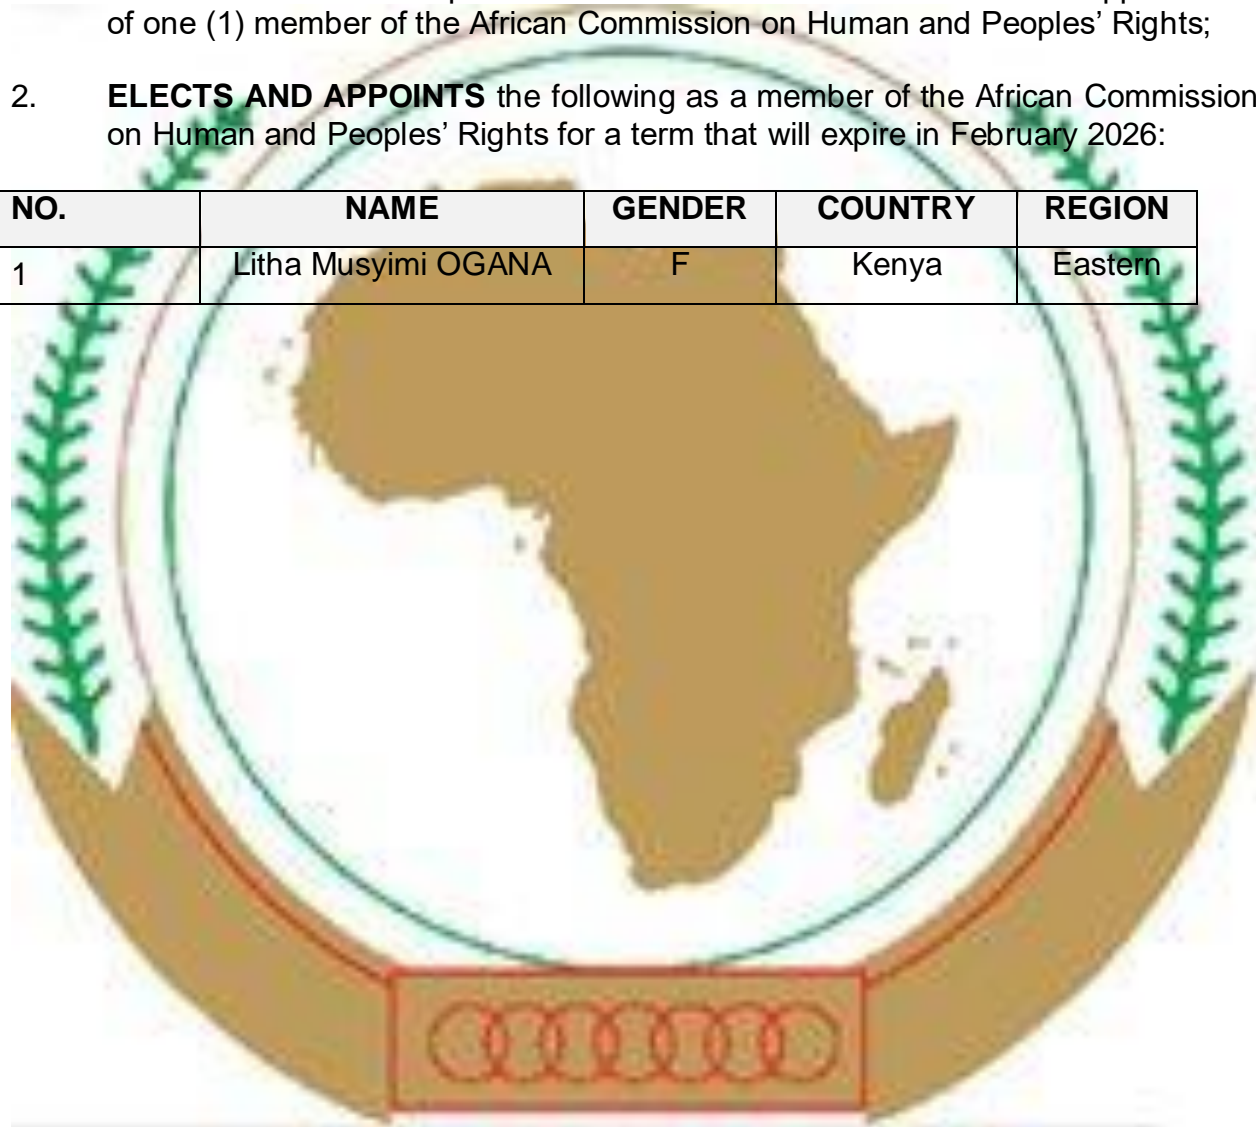 of one (1) member of the African Commission on Human and Peoples’ Rights;
2. ELECTS AND APPOINTS the following as a member of the African Commission
on Human and Peoples’ Rights for a term that will expire in February 2026:
NO. NAME GENDER COUNTRY REGION
1 Litha Musyimi OGANA F Kenya Eastern